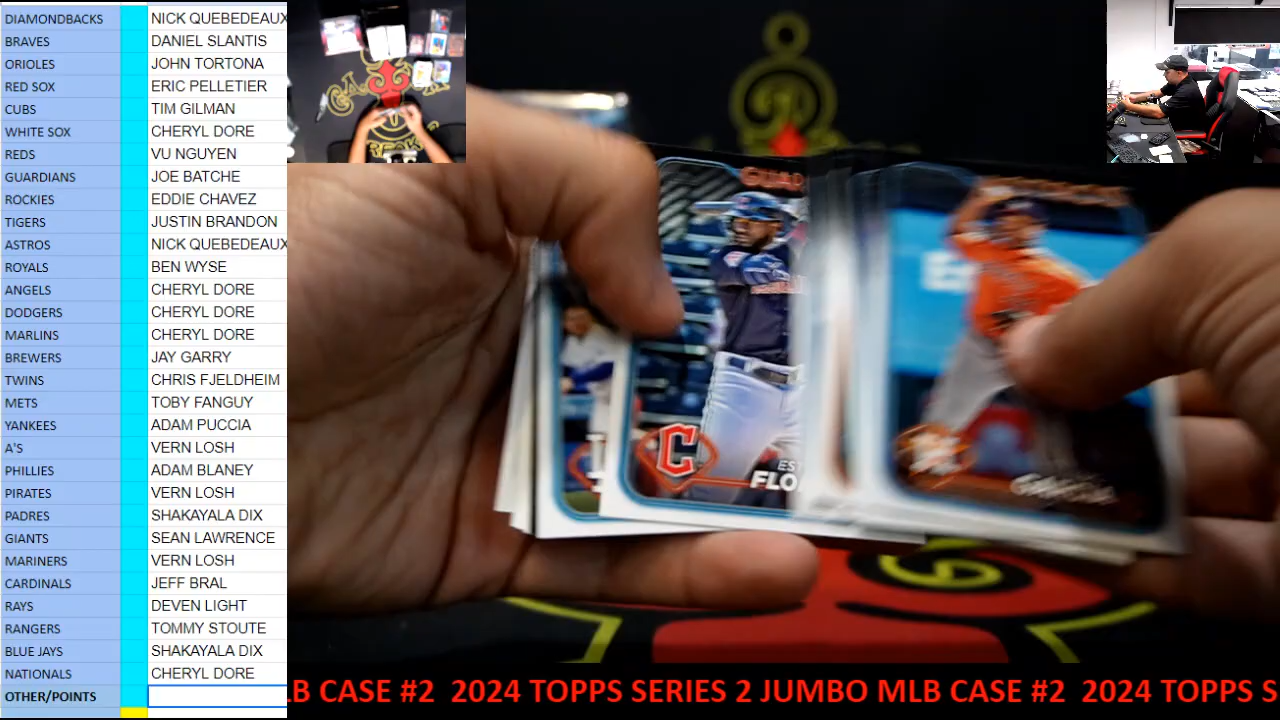 DIAMONDBACKS NICK QUEBEDEAUX
BRAVES DANIEL SLANTIS
ORIOLES JOHN TORTONA
RED SOX ERIC PELLETIER
CUBS TIM GILMAN
WHITE SOX CHERYL DORE
REDS VU NGUYEN
GUARDIANS JOE BATCHE
ROCKIES EDDIE CHAVEZ
TIGERS JUSTIN BRANDON
ASTROS NICK QUEBEDEAUX
ROYALS BEN WYSE
ANGELS CHERYL DORE
DODGERS CHERYL DORE
MARLINS CHERYL DORE
BREWERS JAY GARRY
TWINS CHRIS FJELDHEIM
METS TOBY FANGUY
YANKEES ADAM PUCCIA
A'S VERN LOSH
PHILLIES ADAM BLANEY
PIRATES VERN LOSH
PADRES SHAKAYALA DIX
GIANTS SEAN LAWRENCE
MARINERS VERN LOSH
CARDINALS JEFF BRAL
RAYS DEVEN LIGHT
RANGERS TOMMY STOUTE
BLUE JAYS SHAKAYALA DIX
NATIONALS CHERYL DORE
OTHER/POINTS
GUAR
C
ES
FLO
LB CASE #2 2024 TOPPS SERIES 2 JUMBO MLB CASE #2 2024 TOPPS S